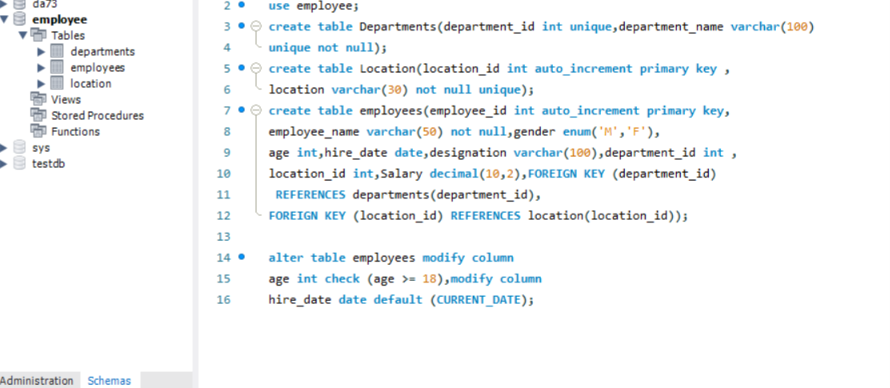 da73
employee
Tables
departments
employees
location
Views
Stored Procedures
Functions
sys
testdb
Administration Schemas
2 use employee;
3 create table Departments(department_id int unique,department_name varchar(100)
4 unique not null);
5 create table Location(location_id int auto_increment primary key ,
6 location varchar(30) not null unique);
7 create table employees(employee_id int auto_increment primary key,
8 employee_name varchar(50) not null,gender enum('M','F'),
9 age int,hire_date date,designation varchar(100),department_id int ,
10 location_id int,Salary decimal(10,2),FOREIGN KEY (department_id)
11 REFERENCES departments(department_id),
12 FOREIGN KEY (location_id) REFERENCES location(location_id));
13
14 alter table employees modify column
15 age int check (age >= 18),modify column
16 hire_date date default (CURRENT_DATE);